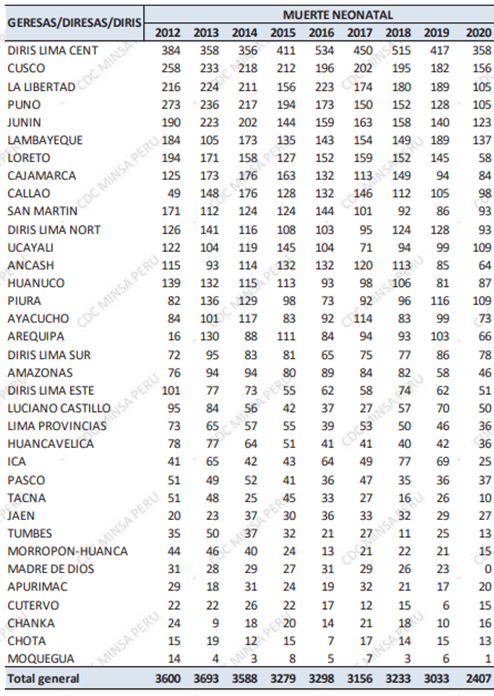 GERESAS/DIRESAS/DIRIS MUERTE NEONATAL
2012 2013 2014 2015 2016 2017 2018 2019 2020
DIRIS LIMA CENT 384 358 356 411 534 450 515 417 358
CUSCO 258 233 218 212 196 202 195 182 156
LA LIBERTAD 216 224 211 156 223 174 180 189 105
PUNO 273 236 217 194 173 150 152 128 105
JUNIN 190 223 202 144 159 163 158 140 123
LAMBAYEQUE 184 105 173 135 143 154 149 189 137
LORETO 194 171 158 127 152 159 152 145 58
CAJAMARCA 125 173 176 163 132 113 149 94 84
CALLAO 49 148 176 128 132 146 112 105 98
SAN MARTIN 171 112 124 124 144 101 92 86 93
DIRIS LIMA NORT 126 141 116 108 103 95 124 128 93
UCAYALI 122 104 119 145 104 71 94 99 109
ANCASH 115 93 114 132 132 120 113 85 64
HUANUCO 139 132 115 113 93 98 106 81 87
PIURA 82 136 129 98 73 92 96 116 109
AYACUCHO 84 101 117 83 92 114 83 99 73
AREQUIPA 16 130 88 111 84 94 93 103 66
DIRIS LIMA SUR 72 95 83 81 65 75 77 86 78
AMAZONAS 76 94 94 80 89 84 82 58 46
DIRIS LIMA ESTE 101 77 73 55 62 58 74 62 51
LUCIANO CASTILLO 95 84 56 42 37 27 57 70 50
LIMA PROVINCIAS 73 65 57 55 39 53 50 46 36
HUANCAVELICA 78 77 64 51 41 41 40 42 36
ICA 41 65 42 43 64 49 77 69 25
PASCO 51 49 52 41 36 47 35 36 37
TACNA 51 48 25 45 33 27 16 26 10
JAEN 20 23 37 30 36 33 32 29 27
TUMBES 35 50 37 32 21 27 11 25 13
MORROPON-HUANCA 44 46 40 24 13 21 22 21 15
MADRE DE DIOS 31 28 29 27 31 29 26 23 0
APURIMAC 29 18 31 24 19 32 21 17 20
CUTERVO 22 22 26 22 17 12 15 6 15
CHANKA 24 9 18 20 14 21 18 10 16
CHOTA 15 19 12 15 7 17 14 15 13
MOQUEGUA 14 4 3 8 5 7 3 6 1
Total general 3600 3693 3588 3279 3298 3156 3233 3033 2407